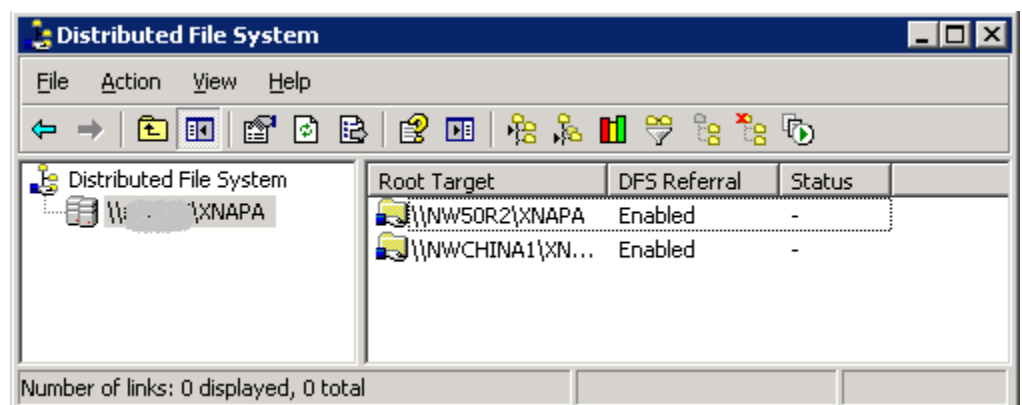 Distributed File System
File Action View Help
Distributed File System
\\XNAPA
Root Target DFS Referral Status
\\NW50R2\XNAPA Enabled -
\\NWCHINA1\XN... Enabled -
Number of links: 0 displayed, 0 total